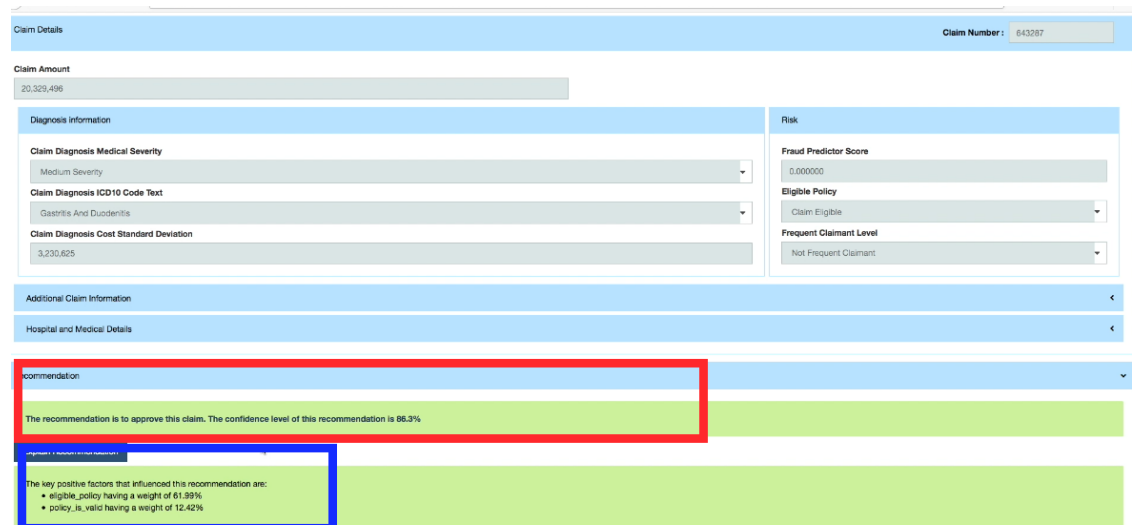 Claim Details
Claim Number : 643287
Claim Amount
20,329,496
Diagnosis information
Claim Diagnosis Medical Severity
Medium Severity
Claim Diagnosis ICD10 Code Text
Gastritis And Duodenitis
Claim Diagnosis Cost Standard Deviation
3,230,625
Risk
Fraud Predictor Score
0.000000
Eligible Policy
Claim Eligible
Frequent Claimant Level
Not Frequent Claimant
Additional Claim Information
Hospital and Medical Details
ecommendation
The recommendation is to approve this claim. The confidence level of this recommendation is 86.3%
Explain Recommendation
The key positive factors that influenced this recommendation are:
• eligible_policy having a weight of 61.99%
• policy_is_valid having a weight of 12.42%